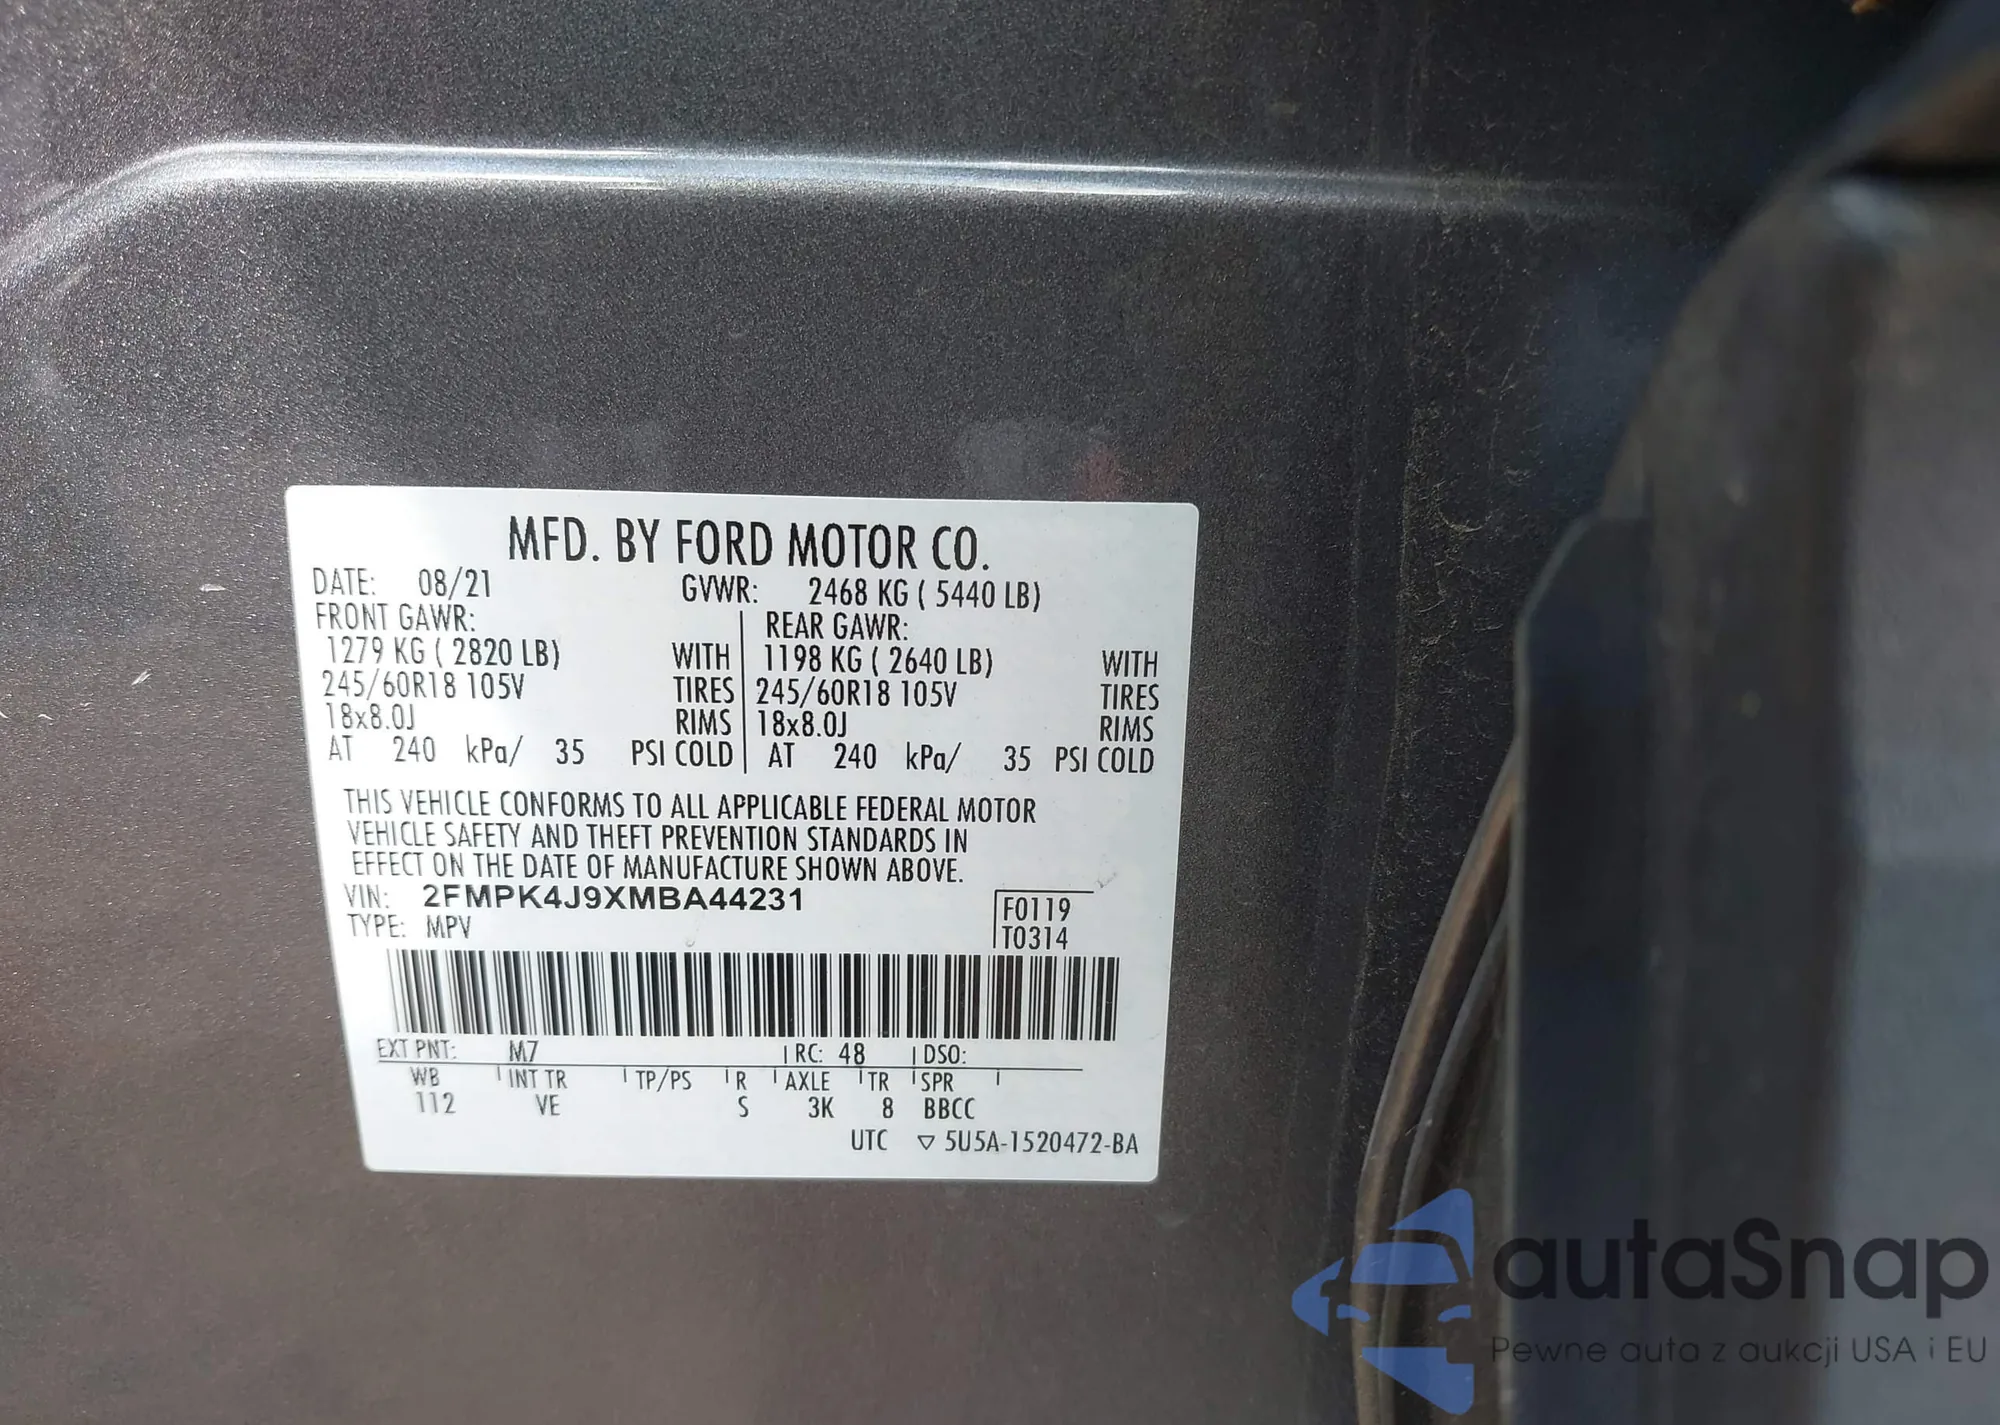 MFD. BY FORD MOTOR CO.
DATE: 08/21 GVWR: 2468 KG ( 5440 LB)
FRONT GAWR: REAR GAWR:
1279 KG ( 2820 LB) WITH 1198 KG ( 2640 LB) WITH
245/60R18 105V TIRES 245/60R18 105V TIRES
18x8.0J RIMS 18x8.0J RIMS
AT 240 kPa/ 35 PSI COLD AT 240 kPa/ 35 PSI COLD
THIS VEHICLE CONFORMS TO ALL APPLICABLE FEDERAL MOTOR
VEHICLE SAFETY AND THEFT PREVENTION STANDARDS IN
EFFECT ON THE DATE OF MANUFACTURE SHOWN ABOVE.
VIN: 2FMPK4J9XMBA44231
TYPE: MPV
F0119
T0314
EXT PNT: M7 RC: 48 DSO:
WB INT TR TP/PS R AXLE TR SPR
112 VE S 3K 8 BBCC
UTC ▽ 5U5A-1520472-BA
autaSnap
Pewne auta z aukcji USA i EU